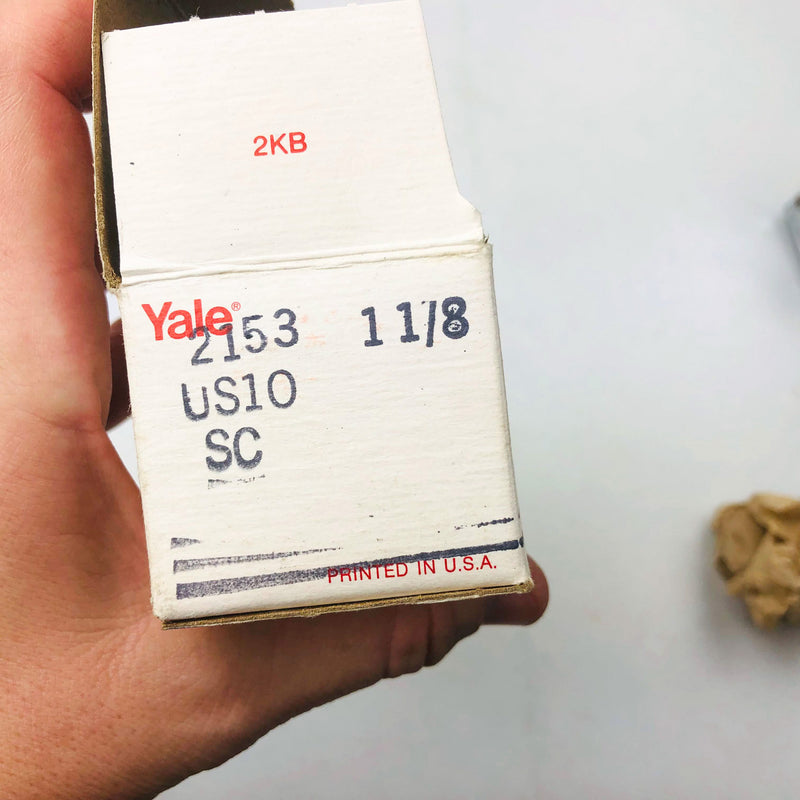 2KB
Yale®
2153 1 1/8
US10
SC
PRINTED IN U.S.A.